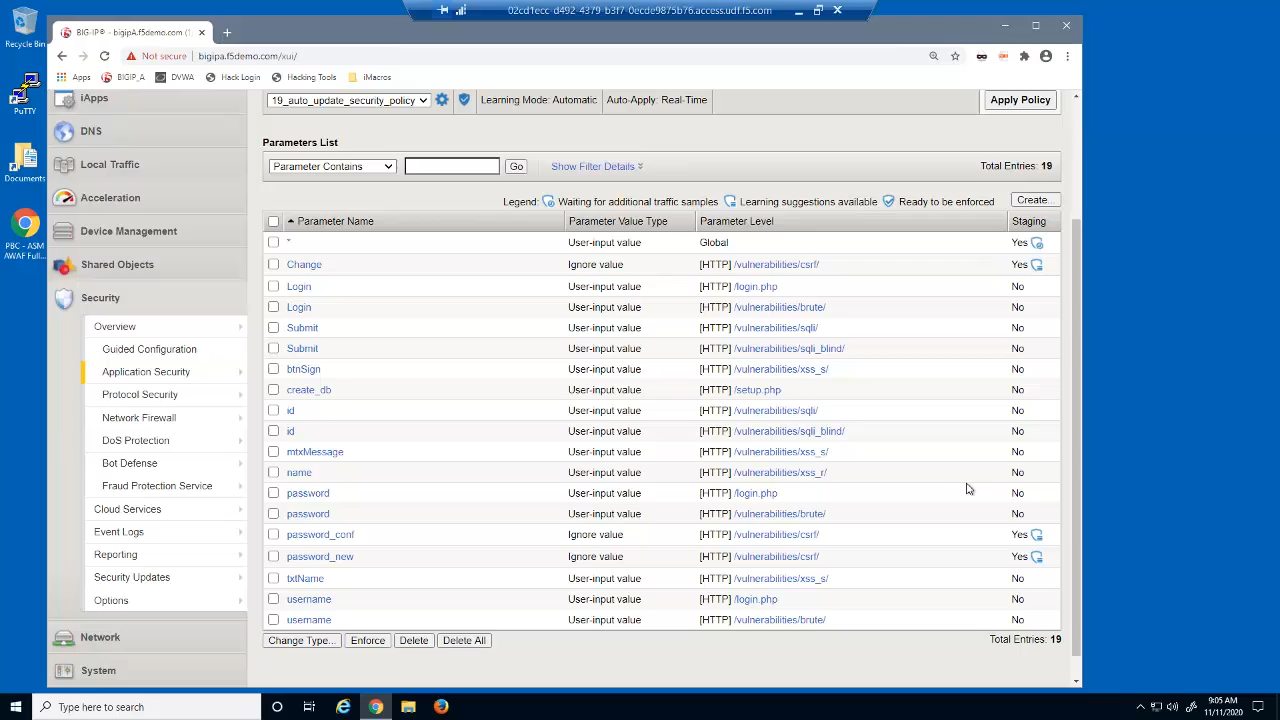 02cd1ecc-d492-4379-b3f7-0ecde9875b76.access.udf.f5.com
Recycle Bin
PuTTY
Documents
PBC - ASM AWAF Full...
BIG-IP® - bigipA.f5demo.com (1
Not secure bigipa.f5demo.com/xui/
Apps BIGIP_A DVWA Hack Login Hacking Tools iMacros
iApps
DNS
Local Traffic
Acceleration
Device Management
Shared Objects
Security
Overview
Guided Configuration
Application Security
Protocol Security
Network Firewall
DoS Protection
Bot Defense
Fraud Protection Service
Cloud Services
Event Logs
Reporting
Security Updates
Options
Network
System
19_auto_update_security_policy Learning Mode: Automatic Auto-Apply: Real-Time Apply Policy
Parameters List
Parameter Contains Go Show Filter Details Total Entries: 19
Legend: Waiting for additional traffic samples Learning suggestions available Ready to be enforced Create...
Parameter Name Parameter Value Type Parameter Level Staging
* User-input value Global Yes
Change Ignore value [HTTP] /vulnerabilities/csrf/ Yes
Login User-input value [HTTP] /login.php No
Login User-input value [HTTP] /vulnerabilities/brute/ No
Submit User-input value [HTTP] /vulnerabilities/sqli/ No
Submit User-input value [HTTP] /vulnerabilities/sqli_blind/ No
btnSign User-input value [HTTP] /vulnerabilities/xss_s/ No
create_db User-input value [HTTP] /setup.php No
id User-input value [HTTP] /vulnerabilities/sqli/ No
id User-input value [HTTP] /vulnerabilities/sqli_blind/ No
mtxMessage User-input value [HTTP] /vulnerabilities/xss_s/ No
name User-input value [HTTP] /vulnerabilities/xss_r/ No
password User-input value [HTTP] /login.php No
password User-input value [HTTP] /vulnerabilities/brute/ No
password_conf Ignore value [HTTP] /vulnerabilities/csrf/ Yes
password_new Ignore value [HTTP] /vulnerabilities/csrf/ Yes
txtName User-input value [HTTP] /vulnerabilities/xss_s/ No
username User-input value [HTTP] /login.php No
username User-input value [HTTP] /vulnerabilities/brute/ No
Change Type... Enforce Delete Delete All Total Entries: 19
Type here to search
9:05 AM
11/11/2020